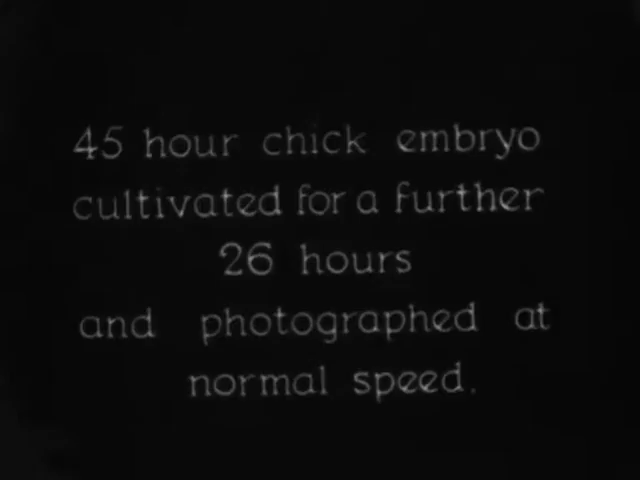 45 hour chick embryo
cultivated for a further
26 hours
and photographed at
normal speed.